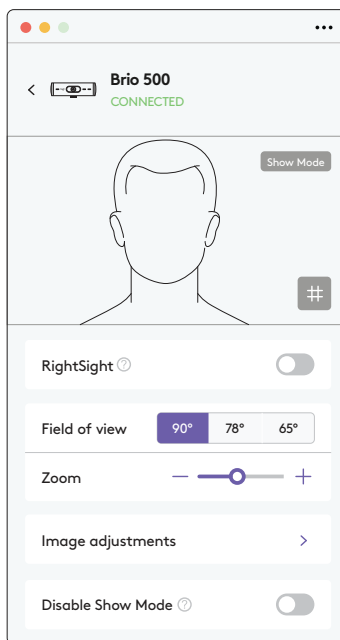 Brio 500
CONNECTED
Show Mode
RightSight ?
Field of view 90° 78° 65°
Zoom
Image adjustments
Disable Show Mode ?